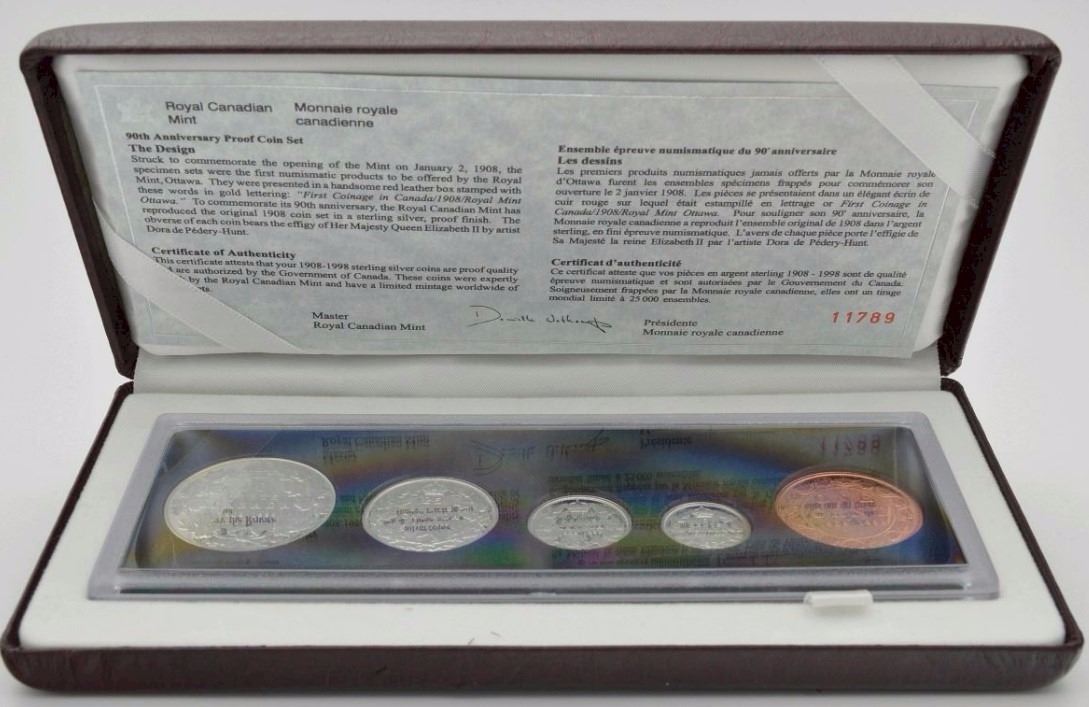 Royal Canadian
Mint
Monnaie royale
canadienne
90th Anniversary Proof Coin Set
The Design
Struck to commemorate the opening of the Mint on January 2, 1908, the
specimen sets were the first numismatic products to be offered by the Royal
Mint, Ottawa. They were presented in a handsome red leather box stamped with
these words in gold lettering: "First Coinage in Canada/1908/Royal Mint
Ottawa." To commemorate its 90th anniversary, the Royal Canadian Mint has
reproduced the original 1908 coin set in a sterling silver, proof finish. The
obverse of each coin bears the effigy of Her Majesty Queen Elizabeth II by artist
Dora de Pédery-Hunt.
Certificate of Authenticity
This certificate attests that your 1908-1998 sterling silver coins are proof quality
are authorized by the Government of Canada. These coins were expertly
by the Royal Canadian Mint and have a limited mintage worldwide of
Master
Royal Canadian Mint
Ensemble épreuve numismatique du 90e anniversaire
Les dessins
Les premiers produits numismatiques jamais offerts par la Monnaie royale
d'Ottawa furent les ensembles spécimens frappés pour commémorer son
ouverture le 2 janvier 1908. Les pièces se présentaient dans un élégant écrin de
cuir rouge sur lequel était estampillé en lettrage or First Coinage in
Canada/1908/Royal Mint Ottawa. Pour souligner son 90e anniversaire, la
Monnaie royale canadienne a reproduit l'ensemble original de 1908 dans l'argent
sterling, en fini épreuve numismatique. L'avers de chaque pièce porte l'effigie de
Sa Majesté la reine Elizabeth II par l'artiste Dora de Pédery-Hunt.
Certificat d'authenticité
Ce certificat atteste que vos pièces en argent sterling 1908 - 1998 sont de qualité
épreuve numismatique et sont autorisées par le Gouvernement du Canada.
Soigneusement frappées par la Monnaie royale canadienne, elles ont un tirage
mondial limité à 25 000 ensembles.
Présidente
Monnaie royale canadienne
11789